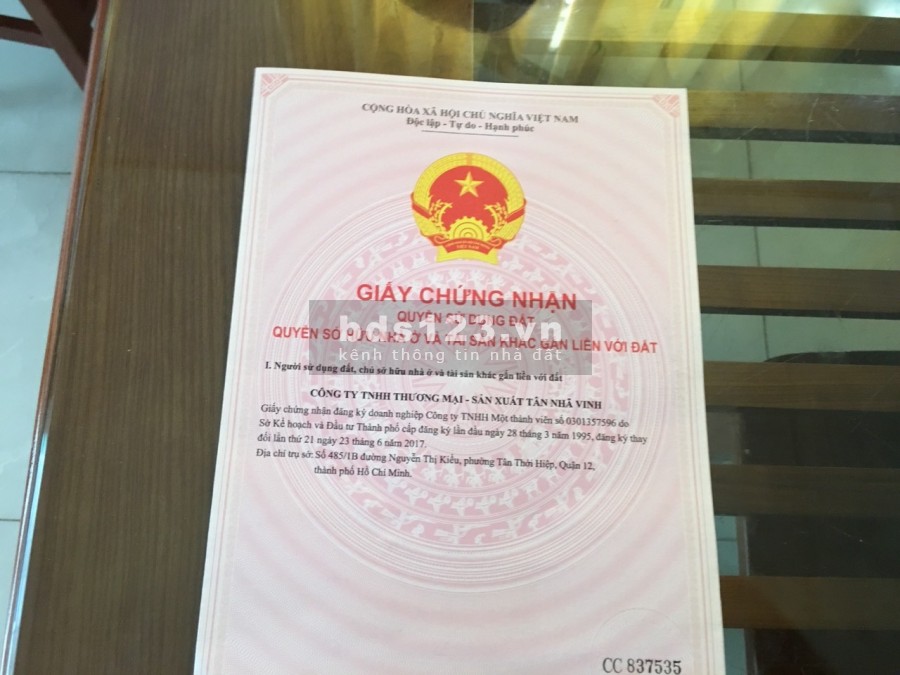 CỘNG HÒA XÃ HỘI CHỦ NGHĨA VIỆT NAM
Độc lập - Tự do - Hạnh phúc
VIỆT NAM
GIẤY CHỨNG NHẬN
QUYỀN SỬ DỤNG ĐẤT
QUYỀN SỞ HỮU NHÀ Ở VÀ TÀI SẢN KHÁC GẮN LIỀN VỚI ĐẤT
bds123.vn
kênh thông tin nhà đất
I. Người sử dụng đất, chủ sở hữu nhà ở và tài sản khác gắn liền với đất
CÔNG TY TNHH THƯƠNG MẠI - SẢN XUẤT TÂN NHÃ VINH
Giấy chứng nhận đăng ký doanh nghiệp Công ty TNHH Một thành viên số 0301357596 do
Sở Kế hoạch và Đầu tư Thành phố cấp đăng ký lần đầu ngày 28 tháng 3 năm 1995, đăng ký thay
đổi lần thứ 21 ngày 23 tháng 6 năm 2017.
Địa chỉ trụ sở: Số 485/1B đường Nguyễn Thị Kiểu, phường Tân Thới Hiệp, Quận 12,
thành phố Hồ Chí Minh.
CC 837535